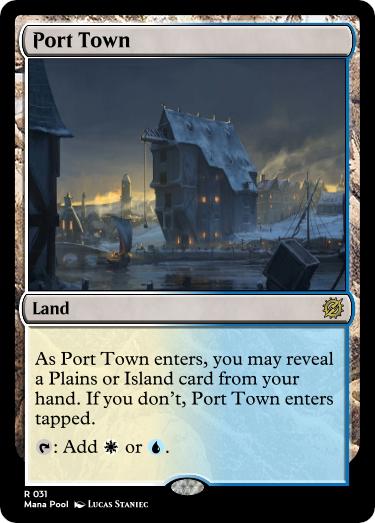 Port Town
Land
As Port Town enters, you may reveal
a Plains or Island card from your
hand. If you don't, Port Town enters
tapped.
: Add or .
R 031
Mana Pool Lucas Staniec